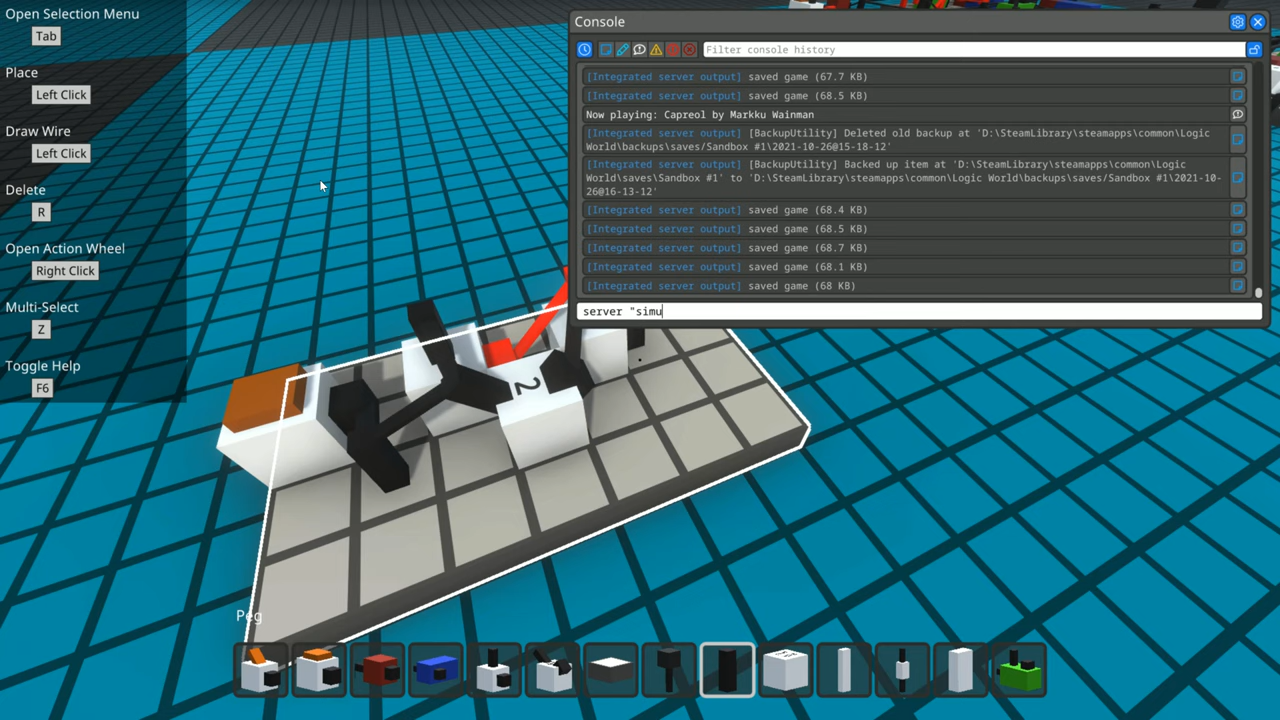 Open Selection Menu
Tab
Place
Left Click
Draw Wire
Left Click
Delete
R
Open Action Wheel
Right Click
Multi-Select
Z
Toggle Help
F6
Console
Filter console history
[Integrated server output] saved game (67.7 KB)
[Integrated server output] saved game (68.5 KB)
Now playing: Capreol by Markku Wainman
[Integrated server output] [BackupUtility] Deleted old backup at 'D:\SteamLibrary\steamapps\common\Logic
World\backups\saves/Sandbox #1\2021-10-26@15-18-12'
[Integrated server output] [BackupUtility] Backed up item at 'D:\SteamLibrary\steamapps\common\Logic
World\saves\Sandbox #1' to 'D:\SteamLibrary\steamapps\common\Logic World\backups\saves/Sandbox #1\2021-10-
26@16-13-12'
[Integrated server output] saved game (68.4 KB)
[Integrated server output] saved game (68.5 KB)
[Integrated server output] saved game (68.7 KB)
[Integrated server output] saved game (68.1 KB)
[Integrated server output] saved game (68 KB)
server "simu
2
Peg